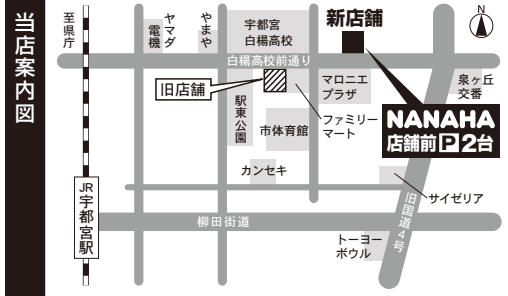 当店案内図
至県庁
ヤマダ
電機
やまや
宇都宮
白楊高校
新店舗
N
白楊高校前通り
旧店舗
駅東公園
市体育館
マロニエ
プラザ
ファミリー
マート
泉ヶ丘
交番
NANAHA
店舗前P2台
カンセキ
サイゼリア
JR
宇都宮駅
柳田街道
旧国道4号
トーヨー
ボウル